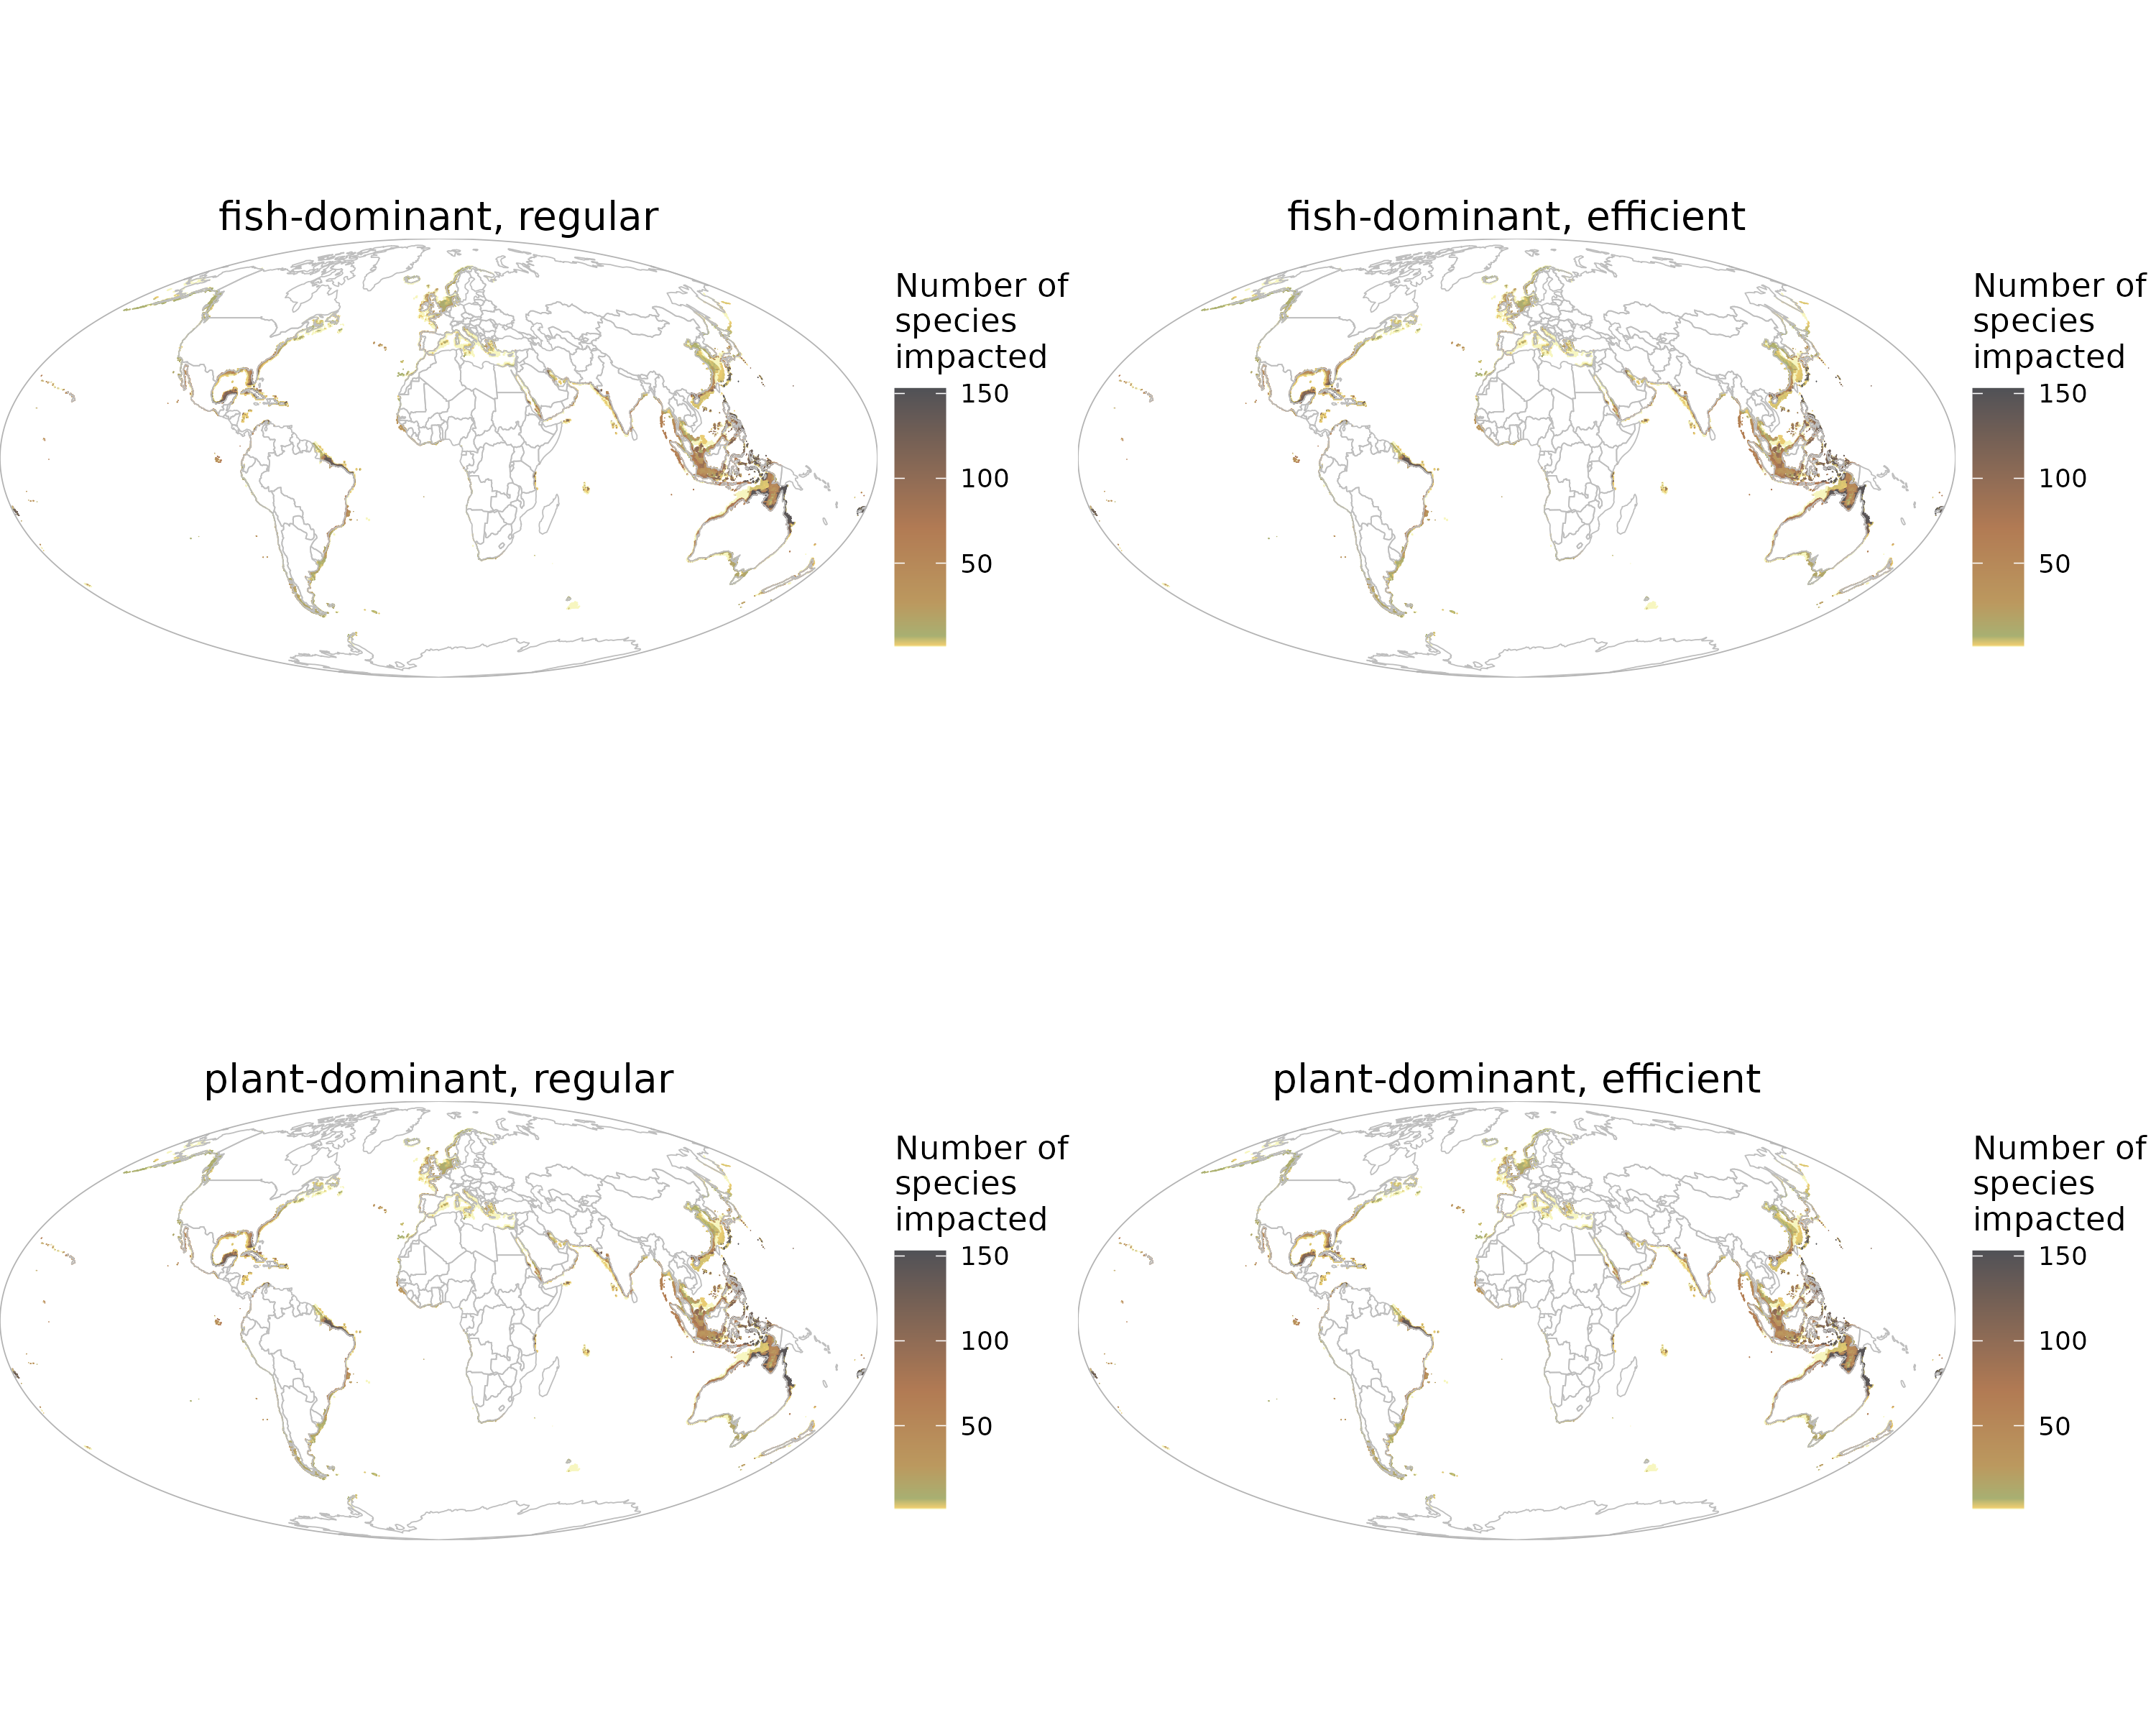 fish-dominant, regular
Number of
species
impacted
150
100
50
fish-dominant, efficient
Number of
species
impacted
150
100
50
plant-dominant, regular
Number of
species
impacted
150
100
50
plant-dominant, efficient
Number of
species
impacted
150
100
50